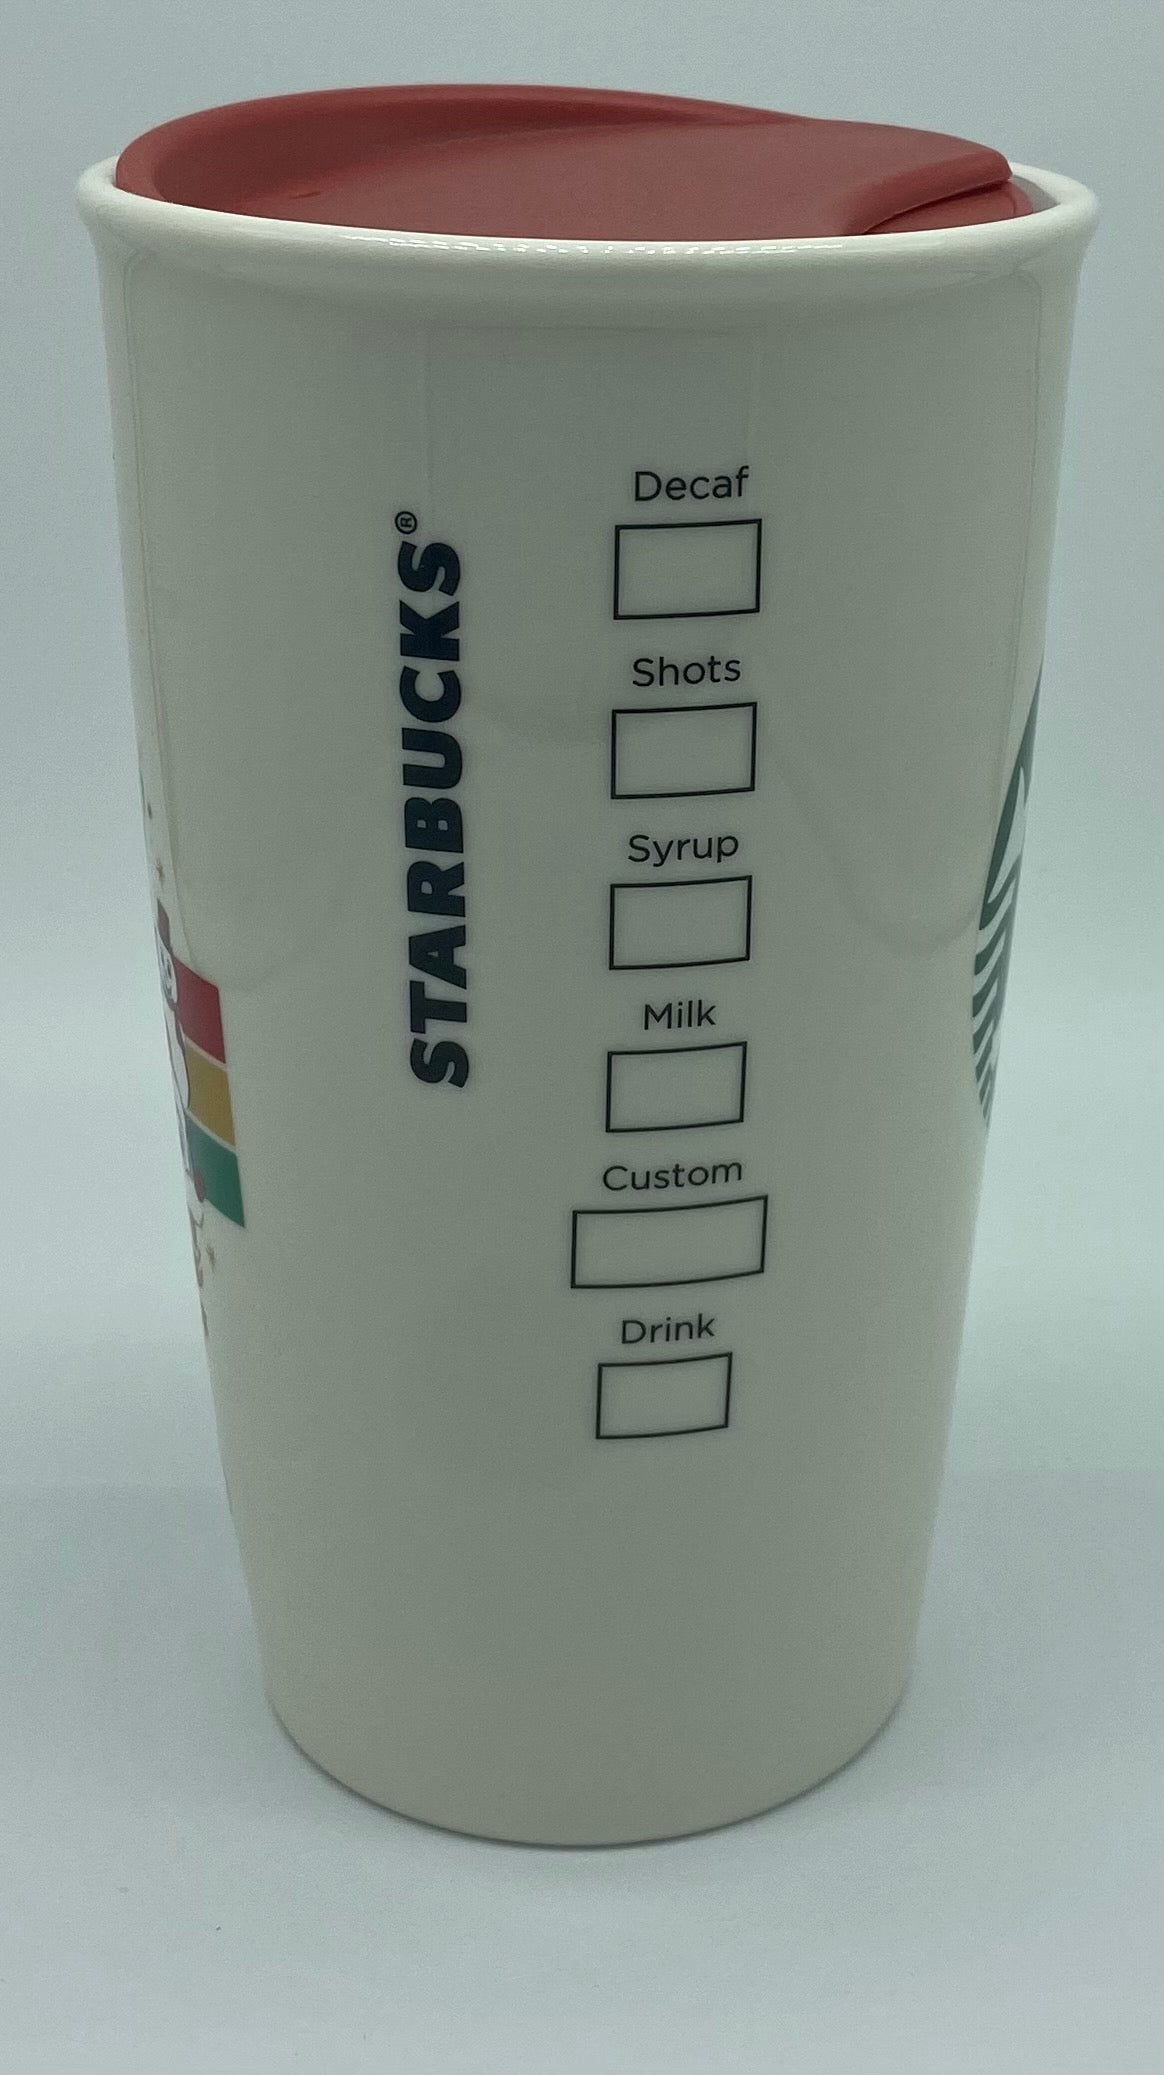 STARBUCKS®
Decaf
Shots
Syrup
Milk
Custom
Drink